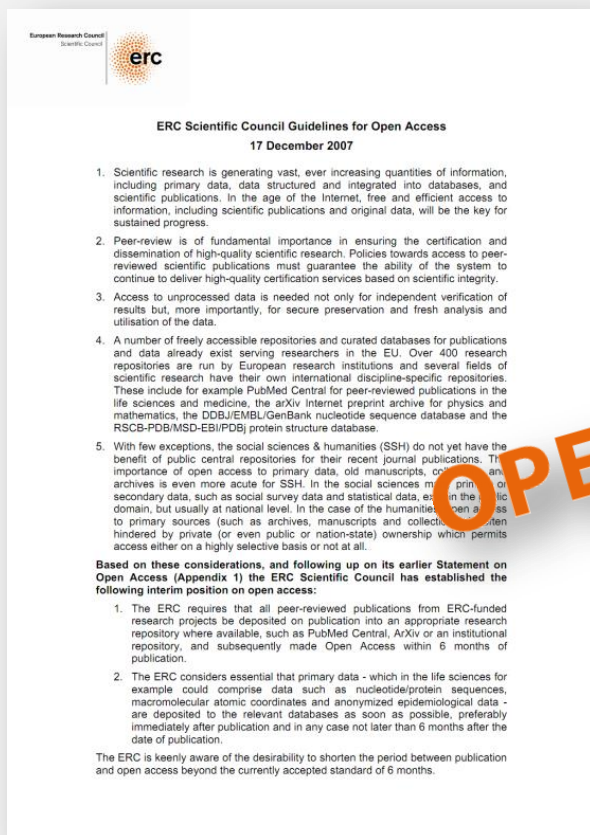 European Research Council
Scientific Council
erc
ERC Scientific Council Guidelines for Open Access
17 December 2007
1. Scientific research is generating vast, ever increasing quantities of information,
including primary data, data structured and integrated into databases, and
scientific publications. In the age of the Internet, free and efficient access to
information, including scientific publications and original data, will be the key for
sustained progress.
2. Peer-review is of fundamental importance in ensuring the certification and
dissemination of high-quality scientific research. Policies towards access to peer-
reviewed scientific publications must guarantee the ability of the system to
continue to deliver high-quality certification services based on scientific integrity.
3. Access to unprocessed data is needed not only for independent verification of
results but, more importantly, for secure preservation and fresh analysis and
utilisation of the data.
4. A number of freely accessible repositories and curated databases for publications
and data already exist serving researchers in the EU. Over 400 research
repositories are run by European research institutions and several fields of
scientific research have their own international discipline-specific repositories.
These include for example PubMed Central for peer-reviewed publications in the
life sciences and medicine, the arXiv Internet preprint archive for physics and
mathematics, the DDBJ/EMBL/GenBank nucleotide sequence database and the
RSCB-PDB/MSD-EBI/PDBj protein structure database.
5. With few exceptions, the social sciences & humanities (SSH) do not yet have the
benefit of public central repositories for their recent journal publications. The
importance of open access to primary data, old manuscripts, and
archives is even more acute for SSH. In the social sciences or
secondary data, such as social survey data and statistical data, in the
domain, but usually at national level. In the case of the humanities open
to primary sources (such as archives, manuscripts and
hindered by private (or even public or nation-state) ownership which permits
access either on a highly selective basis or not at all.
OPE
Based on these considerations, and following up on its earlier Statement on
Open Access (Appendix 1) the ERC Scientific Council has established the
following interim position on open access:
1. The ERC requires that all peer-reviewed publications from ERC-funded
research projects be deposited on publication into an appropriate research
repository where available, such as PubMed Central, ArXiv or an institutional
repository, and subsequently made Open Access within 6 months of
publication.
2. The ERC considers essential that primary data - which in the life sciences for
example could comprise data such as nucleotide/protein sequences,
macromolecular atomic coordinates and anonymized epidemiological data -
are deposited to the relevant databases as soon as possible, preferably
immediately after publication and in any case not later than 6 months after the
date of publication.
The ERC is keenly aware of the desirability to shorten the period between publication
and open access beyond the currently accepted standard of 6 months.